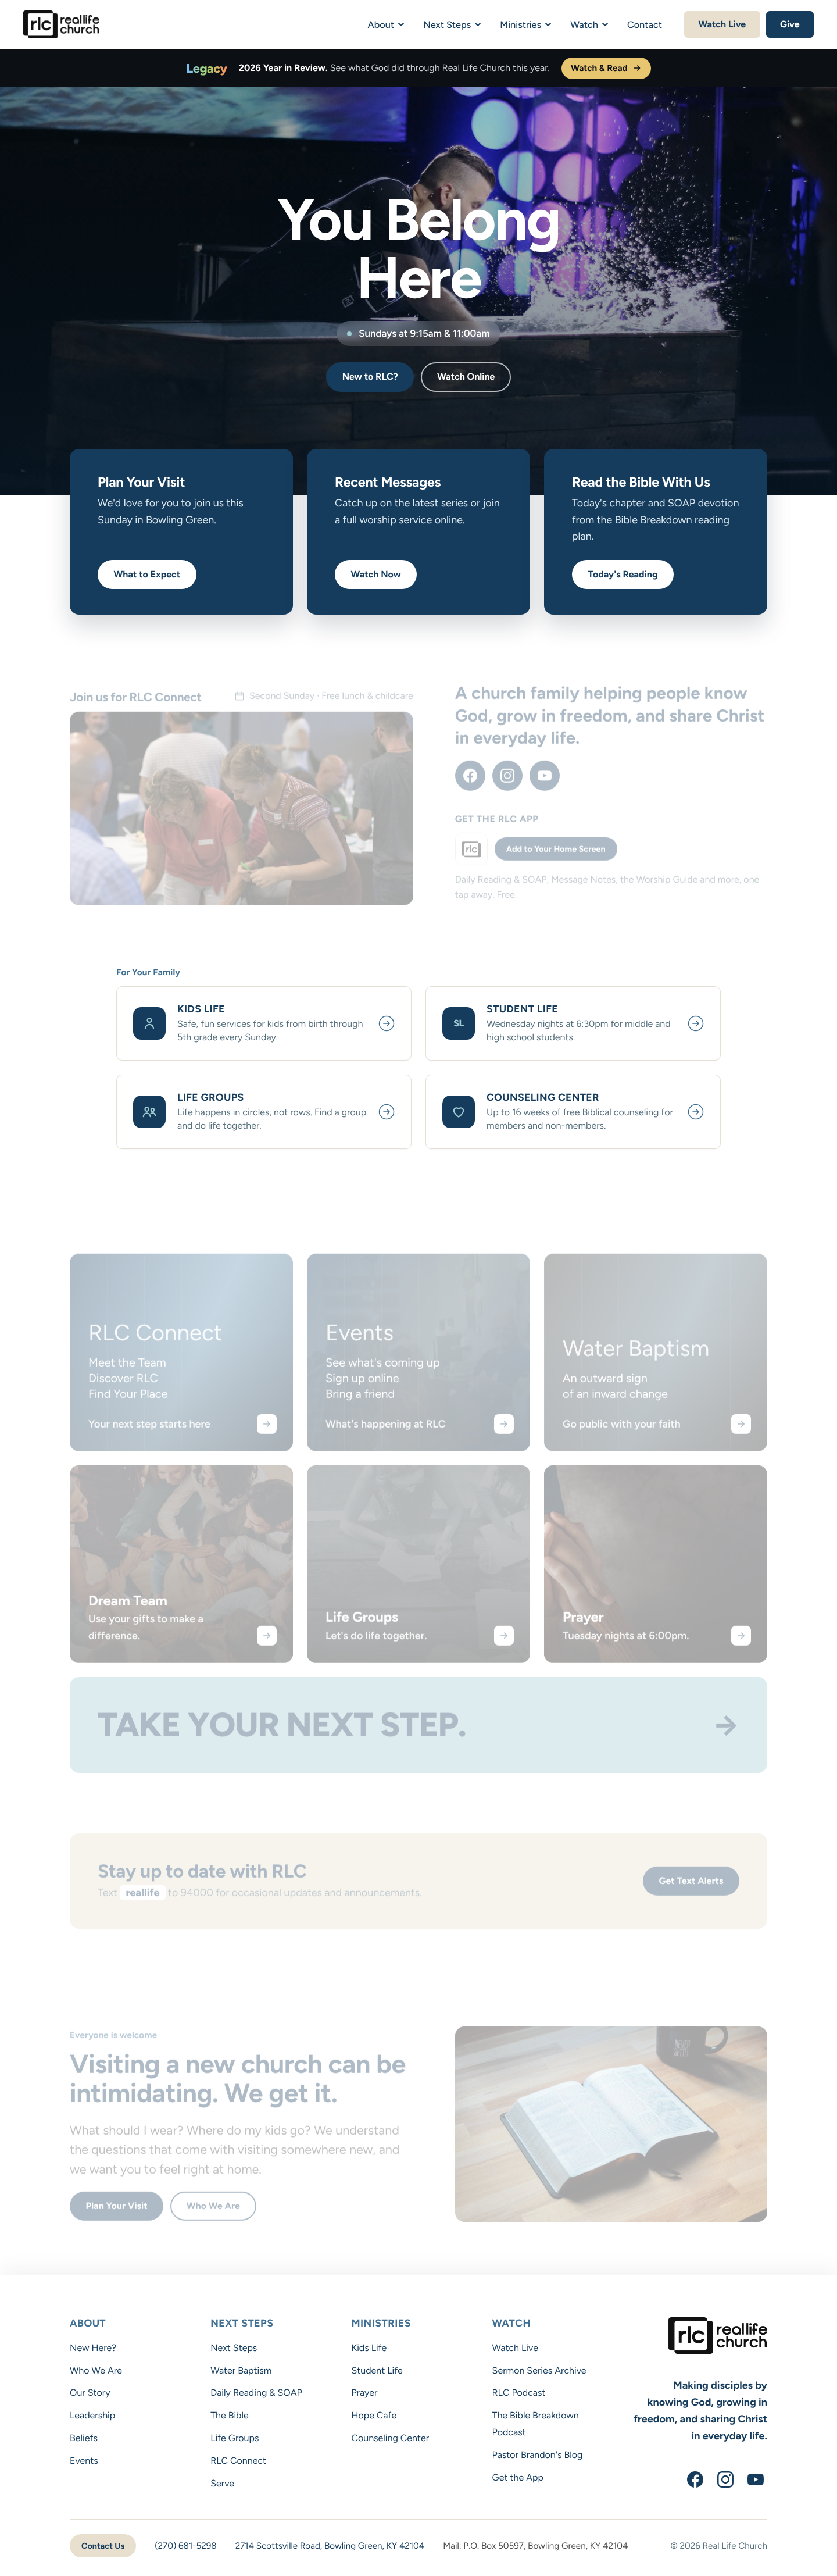 rlc reallife church
About
Next Steps
Ministries
Watch
Contact
Watch Live
Give
Legacy
2026 Year in Review. See what God did through Real Life Church this year.
Watch & Read
You Belong
Here
Sundays at 9:15am & 11:00am
New to RLC?
Watch Online
Plan Your Visit
We'd love for you to join us this
Sunday in Bowling Green.
What to Expect
Recent Messages
Catch up on the latest series or join
a full worship service online.
Watch Now
Read the Bible With Us
Today's chapter and SOAP devotion
from the Bible Breakdown reading
plan.
Today's Reading
Join us for RLC Connect
Second Sunday · Free lunch & childcare
A church family helping people know
God, grow in freedom, and share Christ
in everyday life.
GET THE RLC APP
rlc
Add to Your Home Screen
Daily Reading & SOAP, Message Notes, the Worship Guide and more, one
tap away. Free.
For Your Family
KIDS LIFE
Safe, fun services for kids from birth through
5th grade every Sunday.
SL
STUDENT LIFE
Wednesday nights at 6:30pm for middle and
high school students.
LIFE GROUPS
Life happens in circles, not rows. Find a group
and do life together.
COUNSELING CENTER
Up to 16 weeks of free Biblical counseling for
members and non-members.
RLC Connect
Meet the Team
Discover RLC
Find Your Place
Your next step starts here
Events
See what's coming up
Sign up online
Bring a friend
What's happening at RLC
Water Baptism
An outward sign
of an inward change
Go public with your faith
Dream Team
Use your gifts to make a
difference.
Life Groups
Let's do life together.
Prayer
Tuesday nights at 6:00pm.
TAKE YOUR NEXT STEP.
Stay up to date with RLC
Text reallife to 94000 for occasional updates and announcements.
Get Text Alerts
Everyone is welcome
Visiting a new church can be
intimidating. We get it.
What should I wear? Where do my kids go? We understand
the questions that come with visiting somewhere new, and
we want you to feel right at home.
Plan Your Visit
Who We Are
ABOUT
New Here?
Who We Are
Our Story
Leadership
Beliefs
Events
NEXT STEPS
Next Steps
Water Baptism
Daily Reading & SOAP
The Bible
Life Groups
RLC Connect
Serve
MINISTRIES
Kids Life
Student Life
Prayer
Hope Cafe
Counseling Center
WATCH
Watch Live
Sermon Series Archive
RLC Podcast
The Bible Breakdown
Podcast
Pastor Brandon's Blog
Get the App
rlc reallife church
Making disciples by
knowing God, growing in
freedom, and sharing Christ
in everyday life.
Contact Us
(270) 681-5298
2714 Scottsville Road, Bowling Green, KY 42104
Mail: P.O. Box 50597, Bowling Green, KY 42104
© 2026 Real Life Church